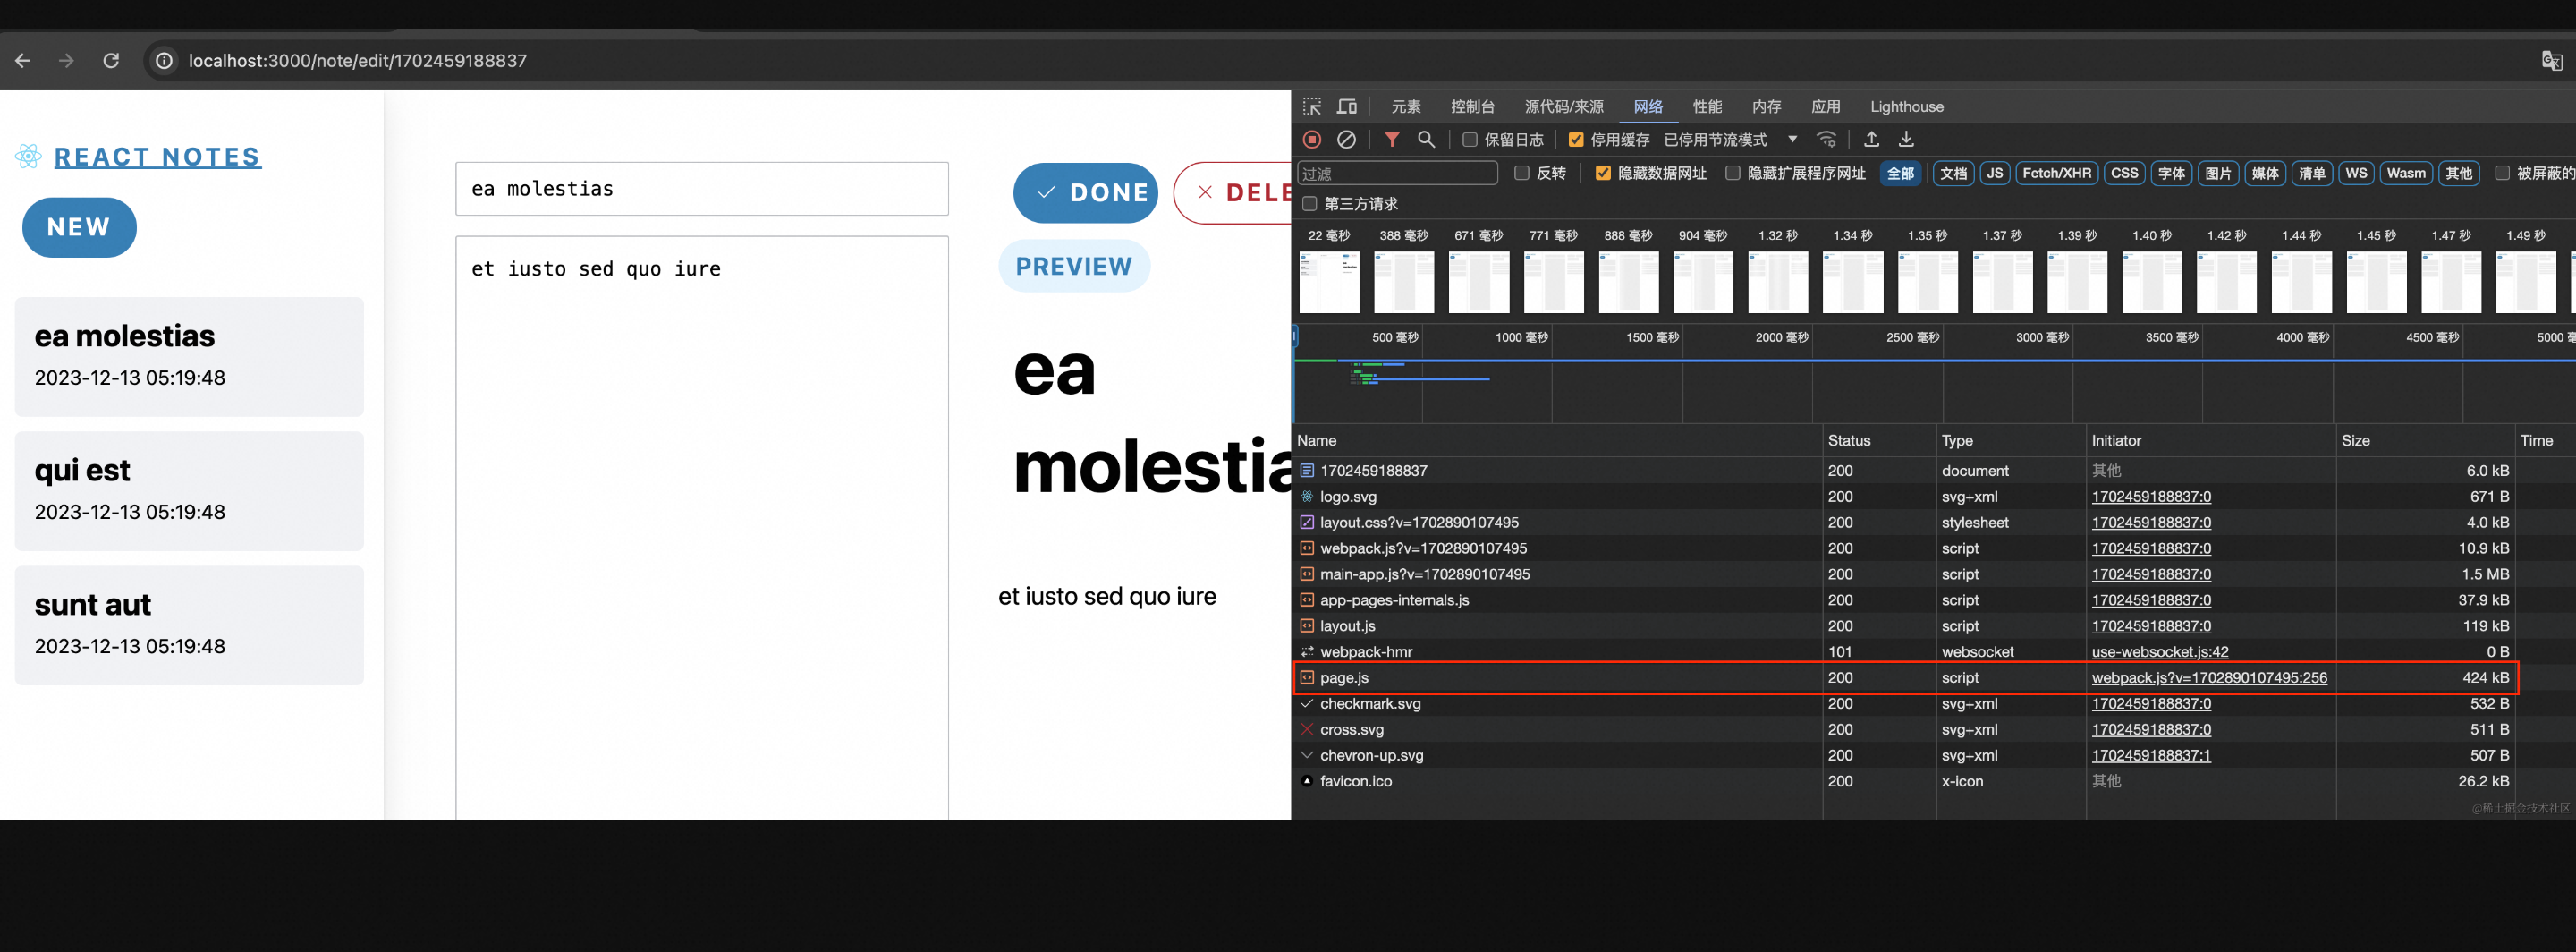 localhost:3000/note/edit/1702459188837
REACT NOTES
NEW
ea molestias
2023-12-13 05:19:48
qui est
2023-12-13 05:19:48
sunt aut
2023-12-13 05:19:48
ea molestias
et iusto sed quo iure
DONE
DELE
PREVIEW
ea
molestia
et iusto sed quo iure
元素 控制台 源代码/来源 网络 性能 内存 应用 Lighthouse
保留日志 停用缓存 已停用节流模式
过滤 反转 隐藏数据网址 隐藏扩展程序网址 全部 文档 JS Fetch/XHR CSS 字体 图片 媒体 清单 WS Wasm 其他 被屏蔽的
第三方请求
22 毫秒 388 毫秒 671 毫秒 771 毫秒 888 毫秒 904 毫秒 1.32 秒 1.34 秒 1.35 秒 1.37 秒 1.39 秒 1.40 秒 1.42 秒 1.44 秒 1.45 秒 1.47 秒 1.49 秒
500 毫秒 1000 毫秒 1500 毫秒 2000 毫秒 2500 毫秒 3000 毫秒 3500 毫秒 4000 毫秒 4500 毫秒 5000
Name Status Type Initiator Size Time
1702459188837 200 document 其他 6.0 kB
logo.svg 200 svg+xml 1702459188837:0 671 B
layout.css?v=1702890107495 200 stylesheet 1702459188837:0 4.0 kB
webpack.js?v=1702890107495 200 script 1702459188837:0 10.9 kB
main-app.js?v=1702890107495 200 script 1702459188837:0 1.5 MB
app-pages-internals.js 200 script 1702459188837:0 37.9 kB
layout.js 200 script 1702459188837:0 119 kB
webpack-hmr 101 websocket use-websocket.js:42 0 B
page.js 200 script webpack.js?v=1702890107495:256 424 kB
checkmark.svg 200 svg+xml 1702459188837:0 532 B
cross.svg 200 svg+xml 1702459188837:0 511 B
chevron-up.svg 200 svg+xml 1702459188837:1 507 B
favicon.ico 200 x-icon 其他 26.2 kB
@稀土掘金技术社区